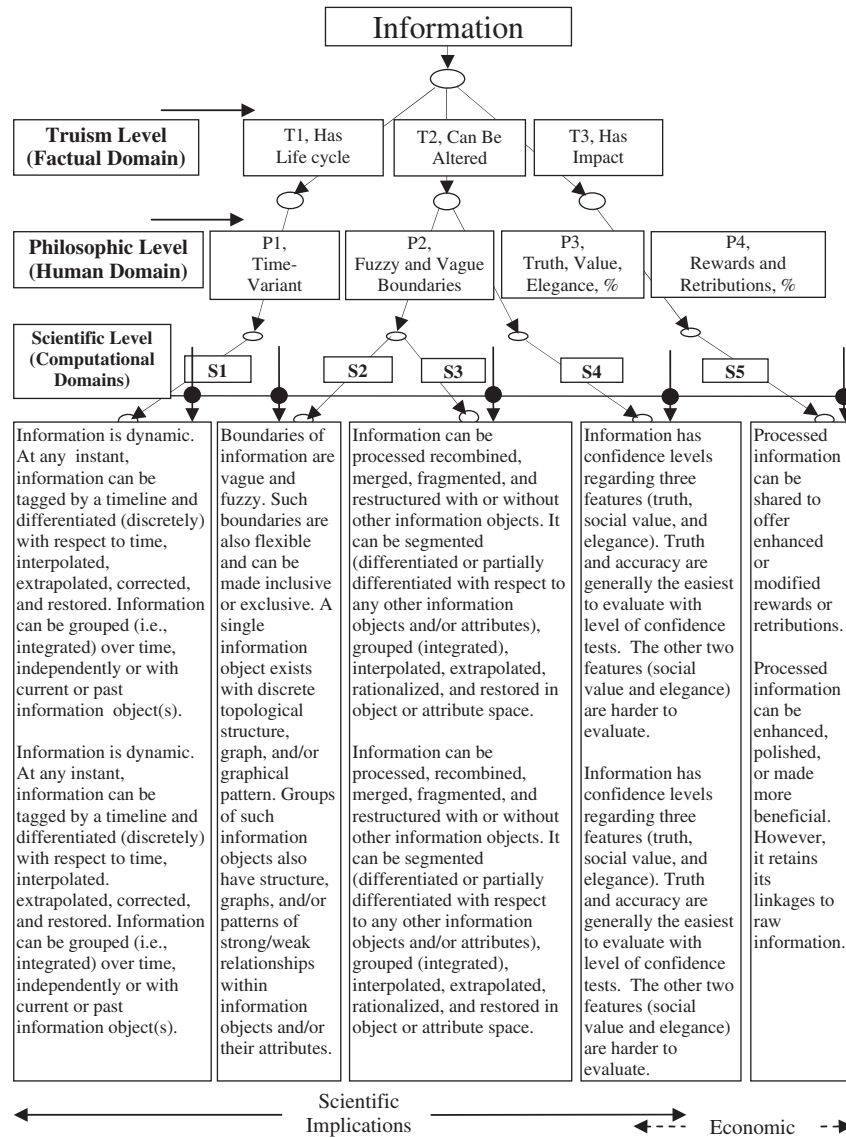 Information
Truism Level
(Factual Domain)
T1, Has
Life cycle
T2, Can Be
Altered
T3, Has
Impact
Philosophic Level
(Human Domain)
P1,
Time-
Variant
P2,
Fuzzy and Vague
Boundaries
P3,
Truth, Value,
Elegance, %
P4,
Rewards and
Retributions, %
Scientific Level
(Computational
Domains)
S1
S2
S3
S4
S5
Information is dynamic.
At any instant,
information can be
tagged by a timeline and
differentiated (discretely)
with respect to time,
interpolated,
extrapolated, corrected,
and restored. Information
can be grouped (i.e.,
integrated) over time,
independently or with
current or past
information object(s).
Information is dynamic.
At any instant,
information can be
tagged by a timeline and
differentiated (discretely)
with respect to time,
interpolated.
extrapolated, corrected,
and restored. Information
can be grouped (i.e.,
integrated) over time,
independently or with
current or past
information object(s).
Boundaries of
information are
vague and
fuzzy. Such
boundaries are
also flexible
and can be
made inclusive
or exclusive. A
single
information
object exists
with discrete
topological
structure,
graph, and/or
graphical
pattern. Groups
of such
information
objects also
have structure,
graphs, and/or
patterns of
strong/weak
relationships
within
information
objects and/or
their attributes.
Information can be
processed recombined,
merged, fragmented, and
restructured with or without
other information objects. It
can be segmented
(differentiated or partially
differentiated with respect to
any other information
objects and/or attributes),
grouped (integrated),
interpolated, extrapolated,
rationalized, and restored in
object or attribute space.
Information can be
processed, recombined,
merged, fragmented, and
restructured with or without
other information objects. It
can be segmented
(differentiated or partially
differentiated with respect
to any other information
objects and/or attributes),
grouped (integrated),
interpolated, extrapolated,
rationalized, and restored in
object or attribute space.
Information has
confidence levels
regarding three
features (truth,
social value, and
elegance). Truth
and accuracy are
generally the easiest
to evaluate with
level of confidence
tests. The other two
features (social
value and elegance)
are harder to
evaluate.
Information has
confidence levels
regarding three
features (truth,
social value, and
elegance). Truth
and accuracy are
generally the easiest
to evaluate with
level of confidence
tests. The other two
features (social
value and elegance)
are harder to
evaluate.
Processed
information
can be
shared to
offer
enhanced
or
modified
rewards or
retributions.
Processed
information
can be
enhanced,
polished,
or made
more
beneficial.
However,
it retains
its
linkages to
raw
information.
Scientific
Implications
Economic